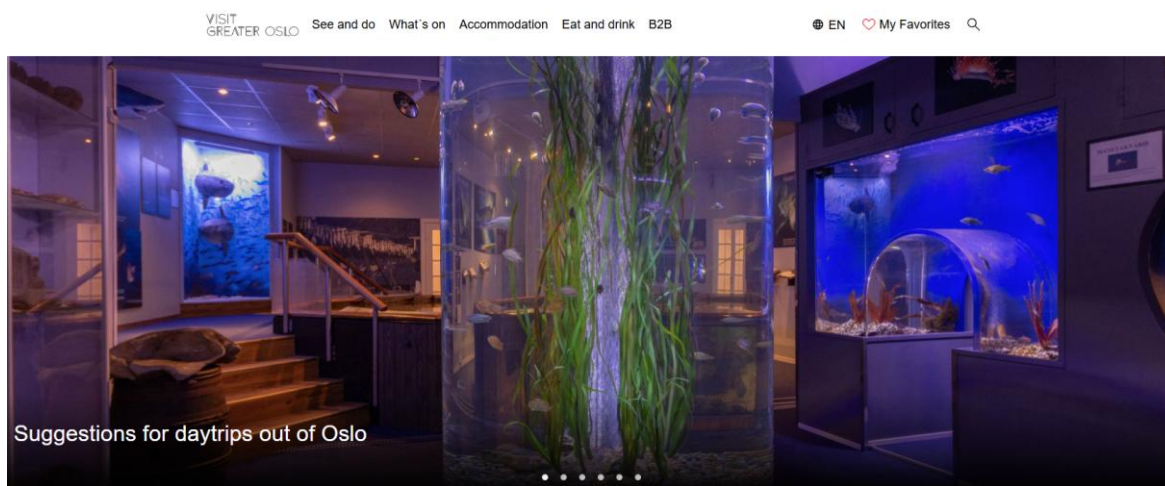 VISIT
GREATER OSLO
See and do What´s on Accommodation Eat and drink B2B
EN My Favorites
Suggestions for daytrips out of Oslo